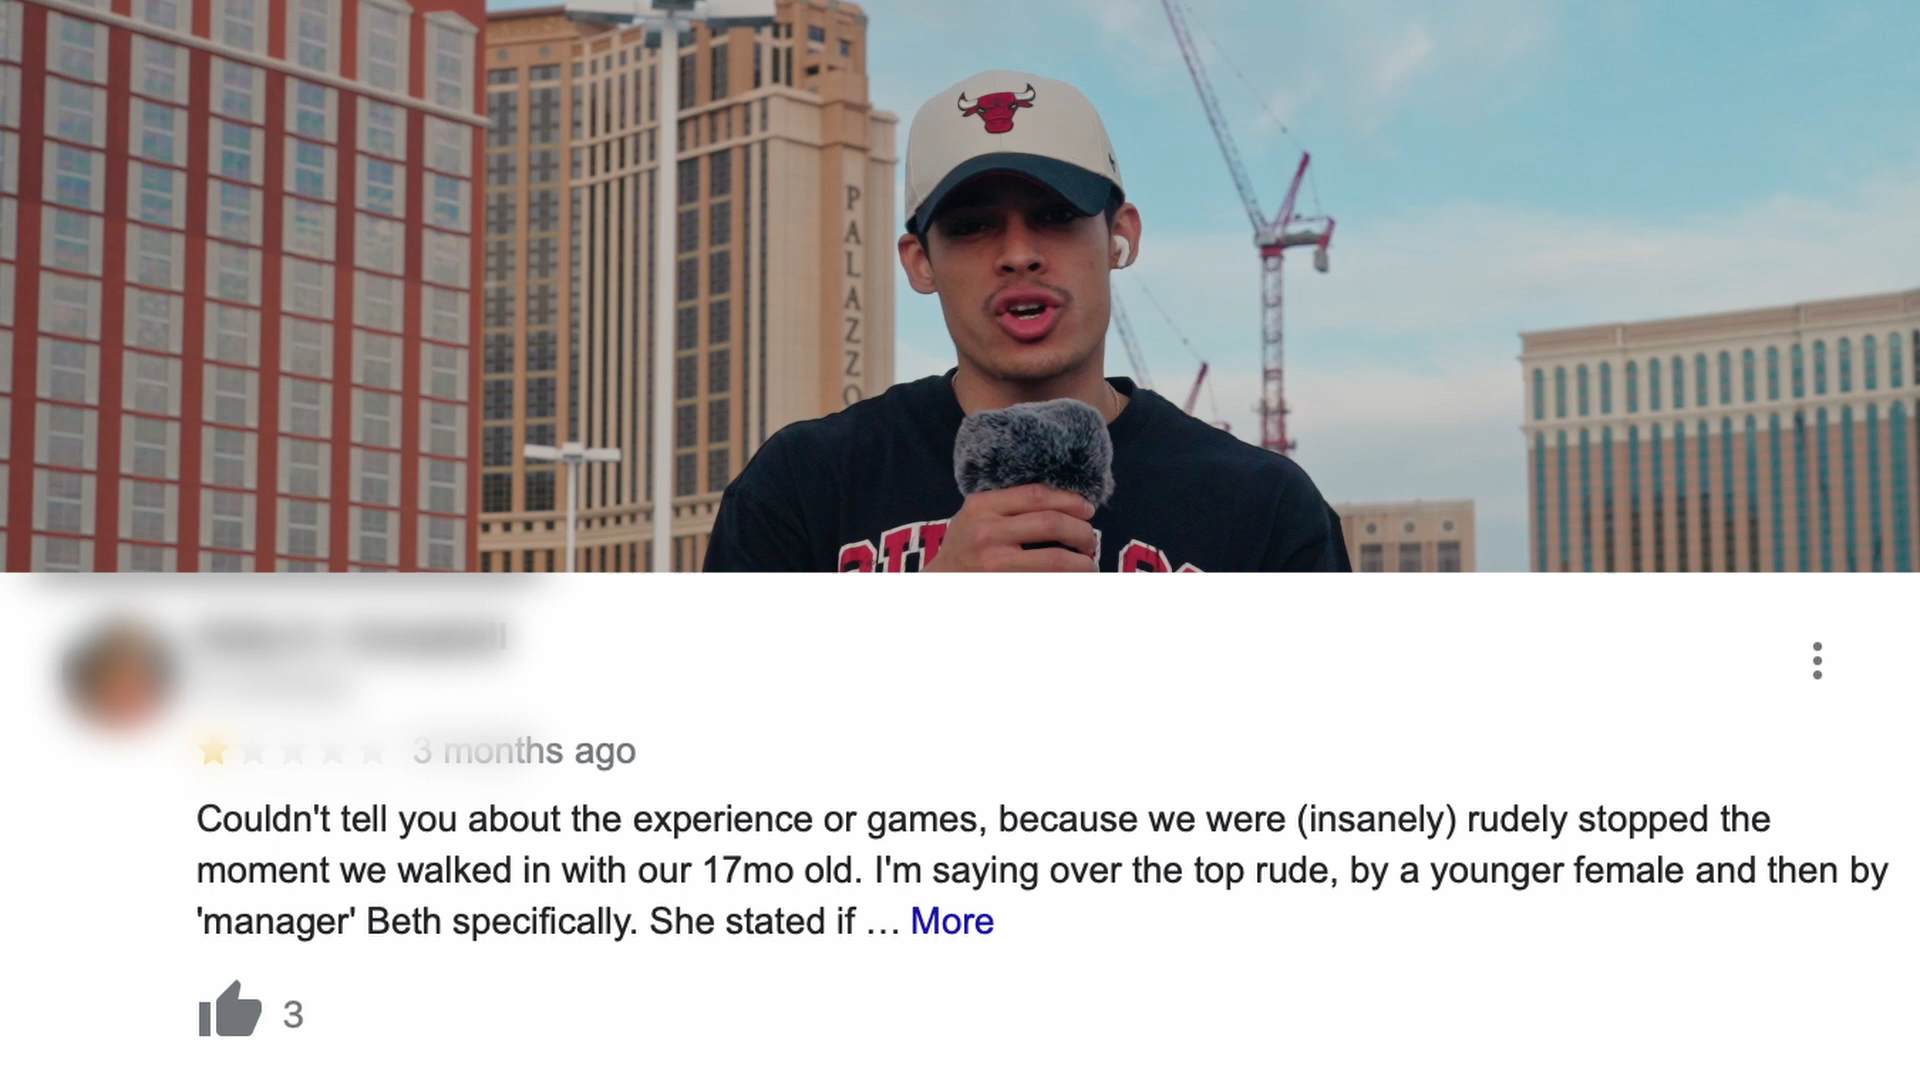 PALAZZO
3 months ago
Couldn't tell you about the experience or games, because we were (insanely) rudely stopped the
moment we walked in with our 17mo old. I'm saying over the top rude, by a younger female and then by
'manager' Beth specifically. She stated if … More
3